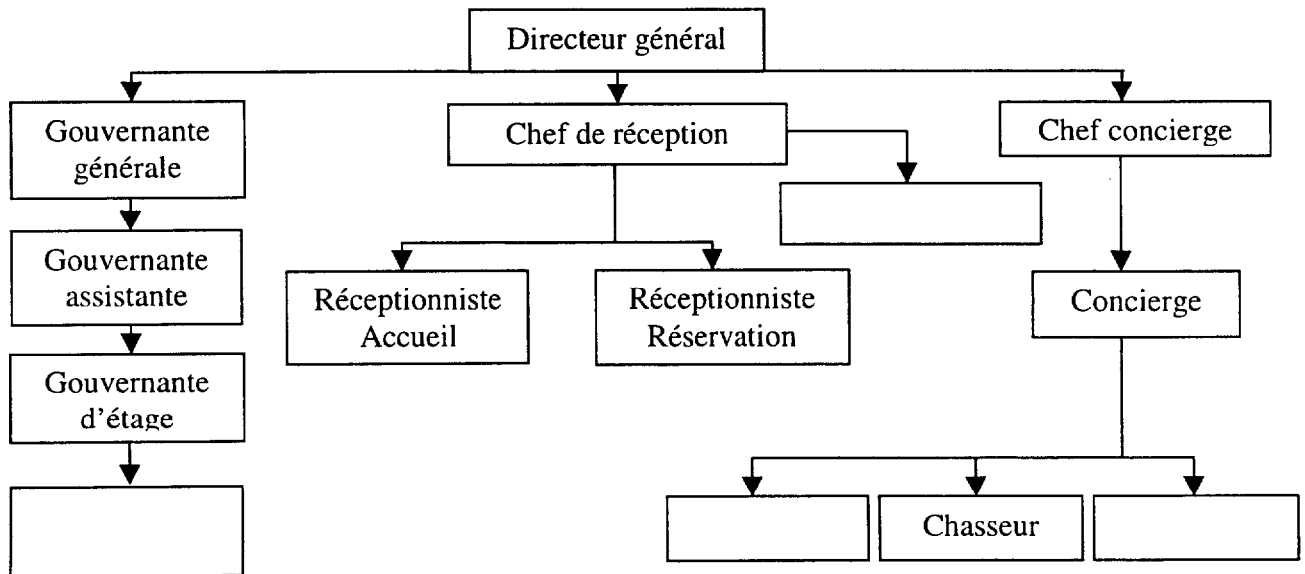 Directeur général
Gouvernante
générale
Chef de réception
Chef concierge
Gouvernante
assistante
Réceptionniste
Accueil
Réceptionniste
Réservation
Concierge
Gouvernante
d'étage
Chasseur